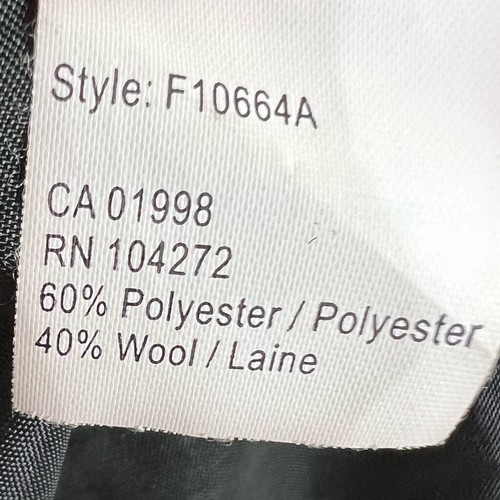 Style: F10664A
CA 01998
RN 104272
60% Polyester / Polyester
40% Wool / Laine